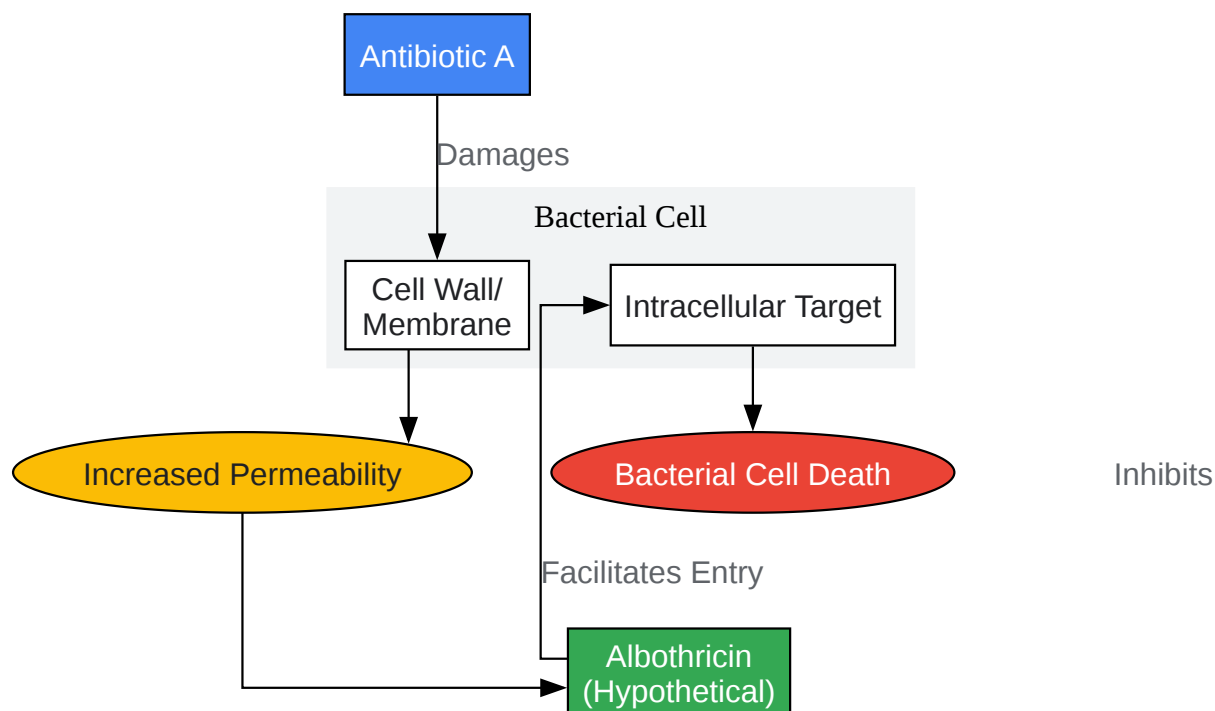 Antibiotic A
Damages
Bacterial Cell
Cell Wall/
Membrane
Intracellular Target
Increased Permeability
Bacterial Cell Death
Inhibits
Facilitates Entry
Albothricin
(Hypothetical)